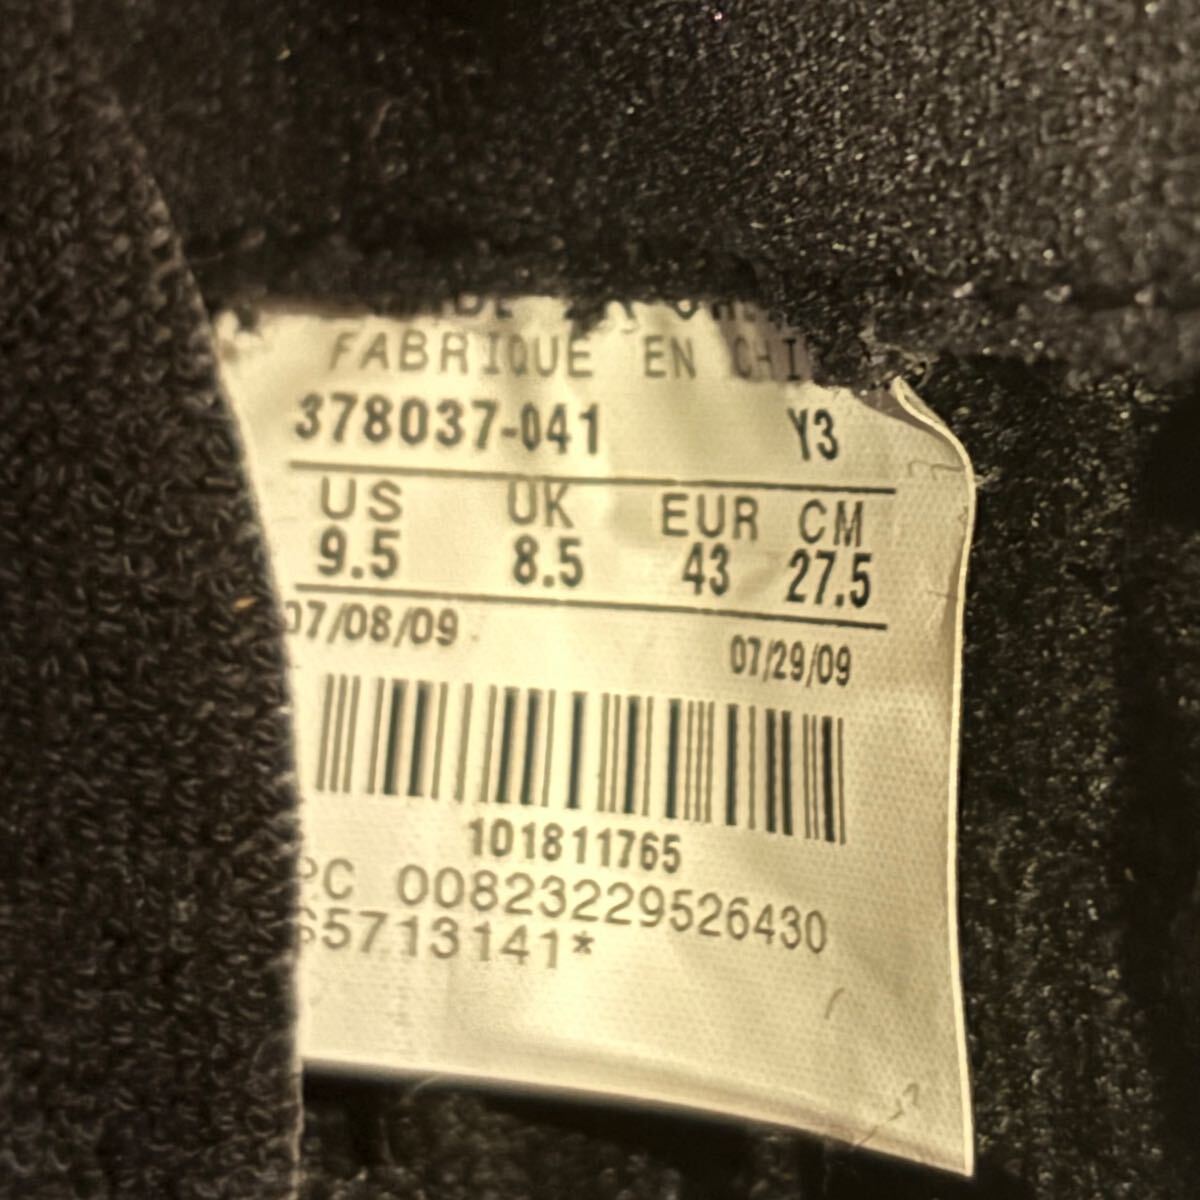 FABRIQUE EN CHI
378037-041 Y3
US UK EUR CM
9.5 8.5 43 27.5
07/08/09 07/29/09
101811765
PC 00823229526430
65713141*